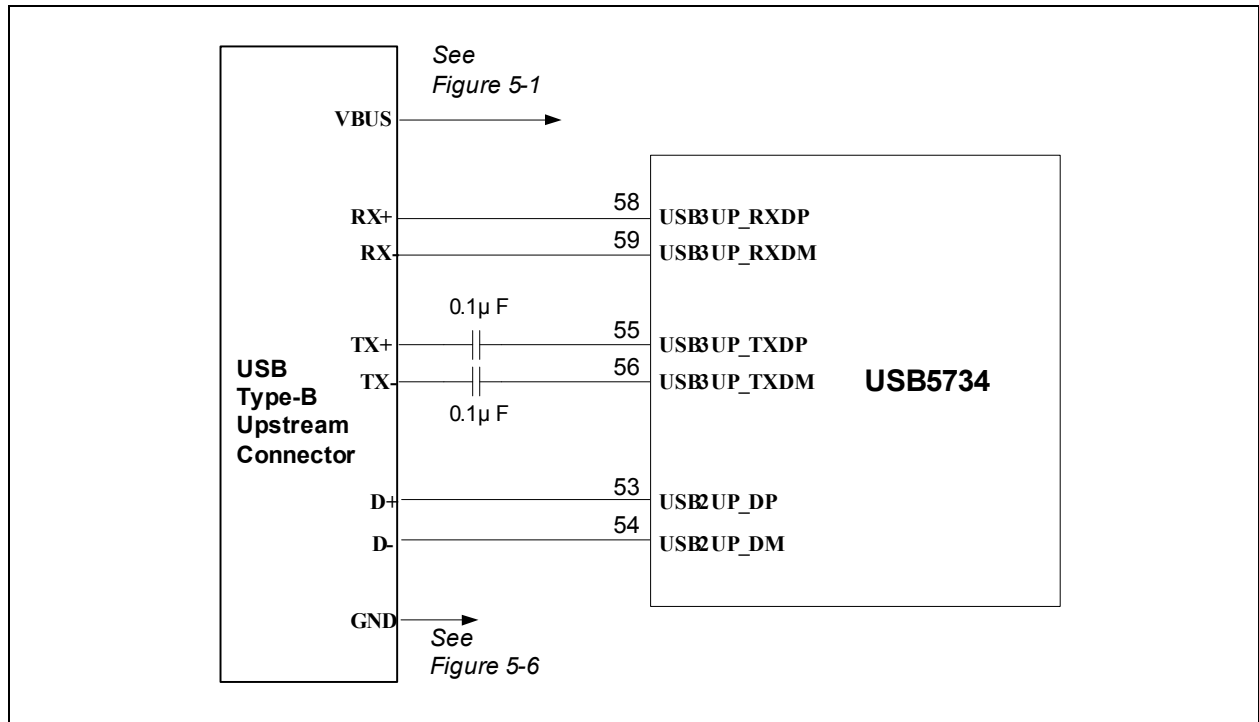 See
Figure 5-1
VBUS
RX+
58
USB3UP_RXDP
RX-
59
USB3UP_RXDM
0.1µ F
TX+
55
USB3UP_TXDP
TX-
56
USB3UP_TXDM
0.1µ F
USB
Type-B
Upstream
Connector
USB5734
D+
53
USB2UP_DP
D-
54
USB2UP_DM
GND
See
Figure 5-6